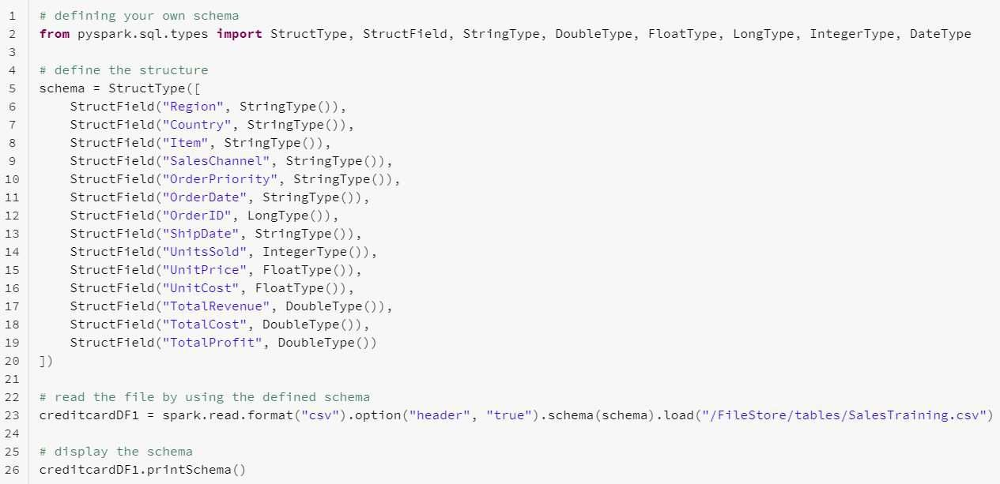 1 # defining your own schema
2 from pyspark.sql.types import StructType, StructField, StringType, DoubleType, FloatType, LongType, IntegerType, DateType
3
4 # define the structure
5 schema = StructType([
6     StructField("Region", StringType()),
7     StructField("Country", StringType()),
8     StructField("Item", StringType()),
9     StructField("SalesChannel", StringType()),
10     StructField("OrderPriority", StringType()),
11     StructField("OrderDate", StringType()),
12     StructField("OrderID", LongType()),
13     StructField("ShipDate", StringType()),
14     StructField("UnitsSold", IntegerType()),
15     StructField("UnitPrice", FloatType()),
16     StructField("UnitCost", FloatType()),
17     StructField("TotalRevenue", DoubleType()),
18     StructField("TotalCost", DoubleType()),
19     StructField("TotalProfit", DoubleType())
20 ])
21
22 # read the file by using the defined schema
23 creditcardDF1 = spark.read.format("csv").option("header", "true").schema(schema).load("/FileStore/tables/SalesTraining.csv")
24
25 # display the schema
26 creditcardDF1.printSchema()